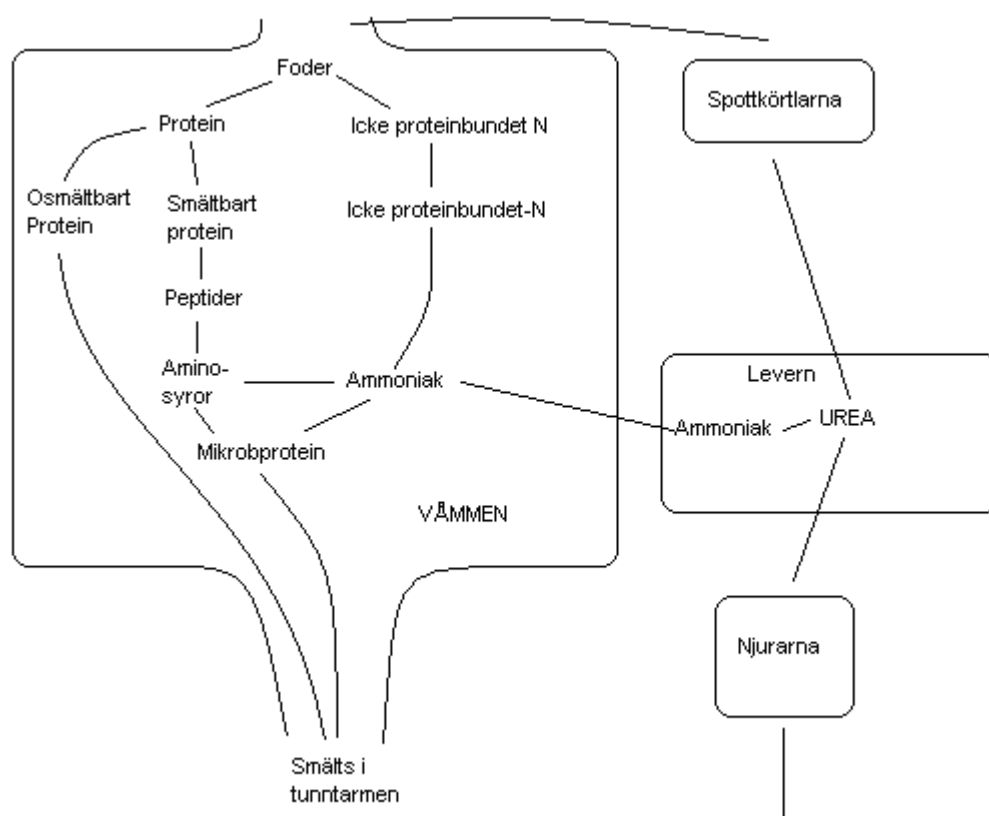 Foder
Spottkörtlarna
Protein
Icke proteinbundet N
Osmältbart
Protein
Smältbart
protein
Icke proteinbundet-N
Peptider
Amino-
syror
Ammoniak
Levern
Ammoniak
UREA
Mikrobprotein
VÅMMEN
Njurarna
Smälts i
tunntarmen